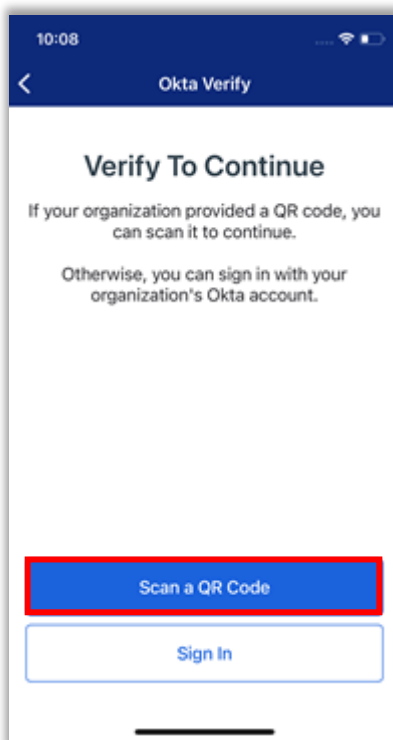 10:08
Okta Verify
Verify To Continue
If your organization provided a QR code, you
can scan it to continue.
Otherwise, you can sign in with your
organization's Okta account.
Scan a QR Code
Sign In